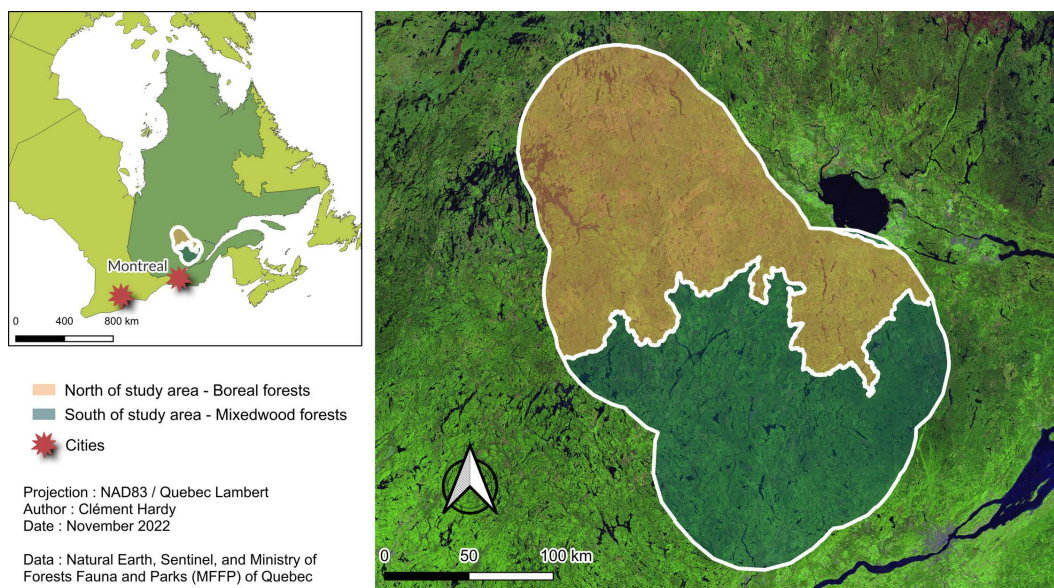 Montreal
0 400 800 km
North of study area - Boreal forests
South of study area - Mixedwood forests
Cities
Projection : NAD83 / Quebec Lambert
Author : Clément Hardy
Date : November 2022
Data : Natural Earth, Sentinel, and Ministry of
Forests Fauna and Parks (MFFP) of Quebec
0 50 100 km